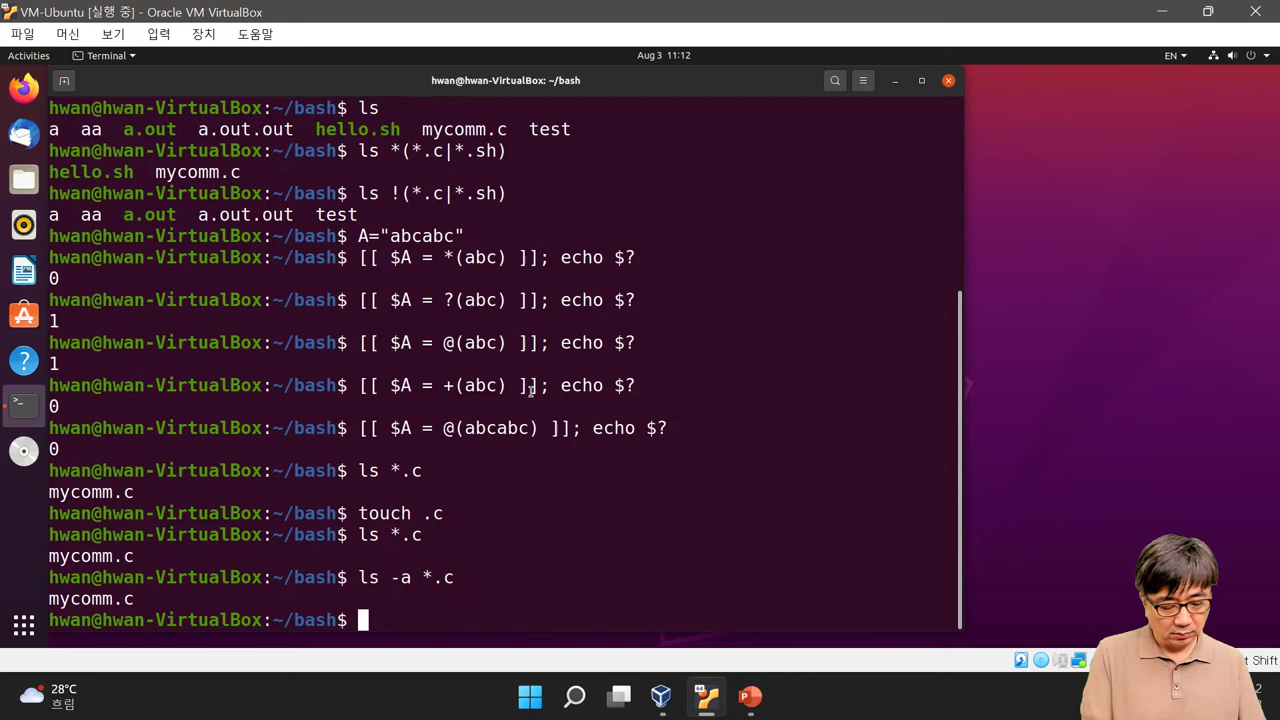 VM-Ubuntu [실행 중] - Oracle VM VirtualBox
파일 머신 보기 입력 장치 도움말
Activities Terminal Aug 3 11:12 EN
hwan@hwan-VirtualBox: ~/bash
hwan@hwan-VirtualBox:~/bash$ ls
a aa a.out a.out.out hello.sh mycomm.c test
hwan@hwan-VirtualBox:~/bash$ ls *(*.c|*.sh)
hello.sh mycomm.c
hwan@hwan-VirtualBox:~/bash$ ls !(*.c|*.sh)
a aa a.out a.out.out test
hwan@hwan-VirtualBox:~/bash$ A="abcabc"
hwan@hwan-VirtualBox:~/bash$ [[ $A = *(abc) ]]; echo $?
0
hwan@hwan-VirtualBox:~/bash$ [[ $A = ?(abc) ]]; echo $?
1
hwan@hwan-VirtualBox:~/bash$ [[ $A = @(abc) ]]; echo $?
1
hwan@hwan-VirtualBox:~/bash$ [[ $A = +(abc) ]]; echo $?
0
hwan@hwan-VirtualBox:~/bash$ [[ $A = @(abcabc) ]]; echo $?
0
hwan@hwan-VirtualBox:~/bash$ ls *.c
mycomm.c
hwan@hwan-VirtualBox:~/bash$ touch .c
hwan@hwan-VirtualBox:~/bash$ ls *.c
mycomm.c
hwan@hwan-VirtualBox:~/bash$ ls -a *.c
mycomm.c
hwan@hwan-VirtualBox:~/bash$
Shift
28°C
흐림